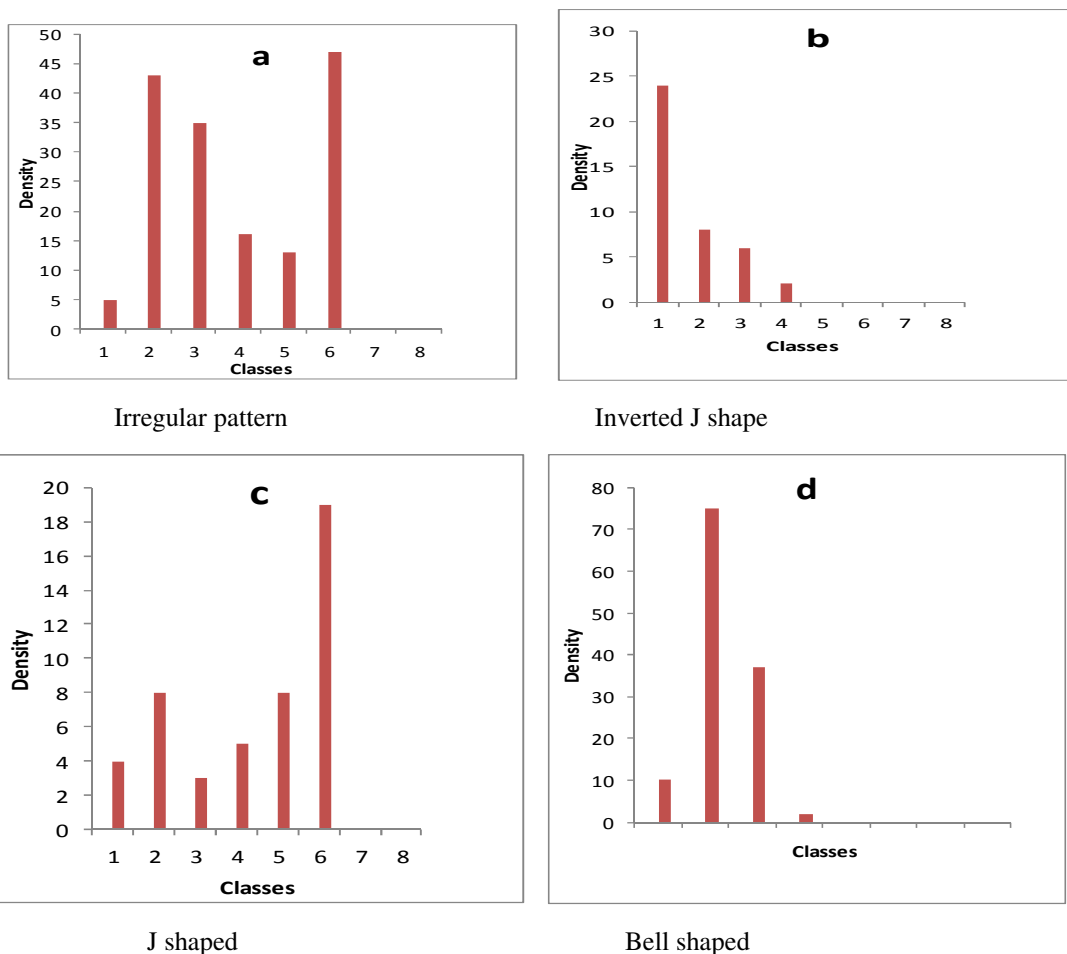 a
50
45
40
35
30
25
20
15
10
5
0
Density
1 2 3 4 5 6 7 8
Classes
Irregular pattern
b
30
25
20
15
10
5
0
Density
1 2 3 4 5 6 7 8
Classes
Inverted J shape
c
20
18
16
14
12
10
8
6
4
2
0
Density
1 2 3 4 5 6 7 8
Classes
J shaped
d
80
70
60
50
40
30
20
10
0
Density
Classes
Bell shaped